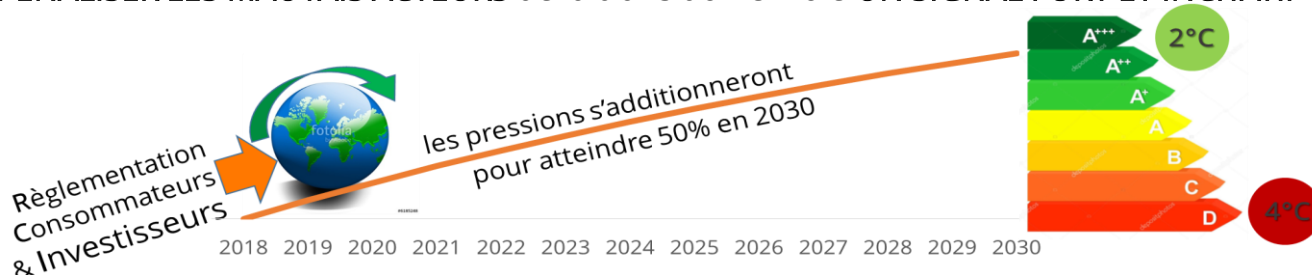 A+++
2°C
A++
A+
A
B
C
D
4°C
fotolia
les pressions s'additionneront
pour atteindre 50% en 2030
Règlementation
Consommateurs
& Investisseurs
2018 2019 2020 2021 2022 2023 2024 2025 2026 2027 2028 2029 2030